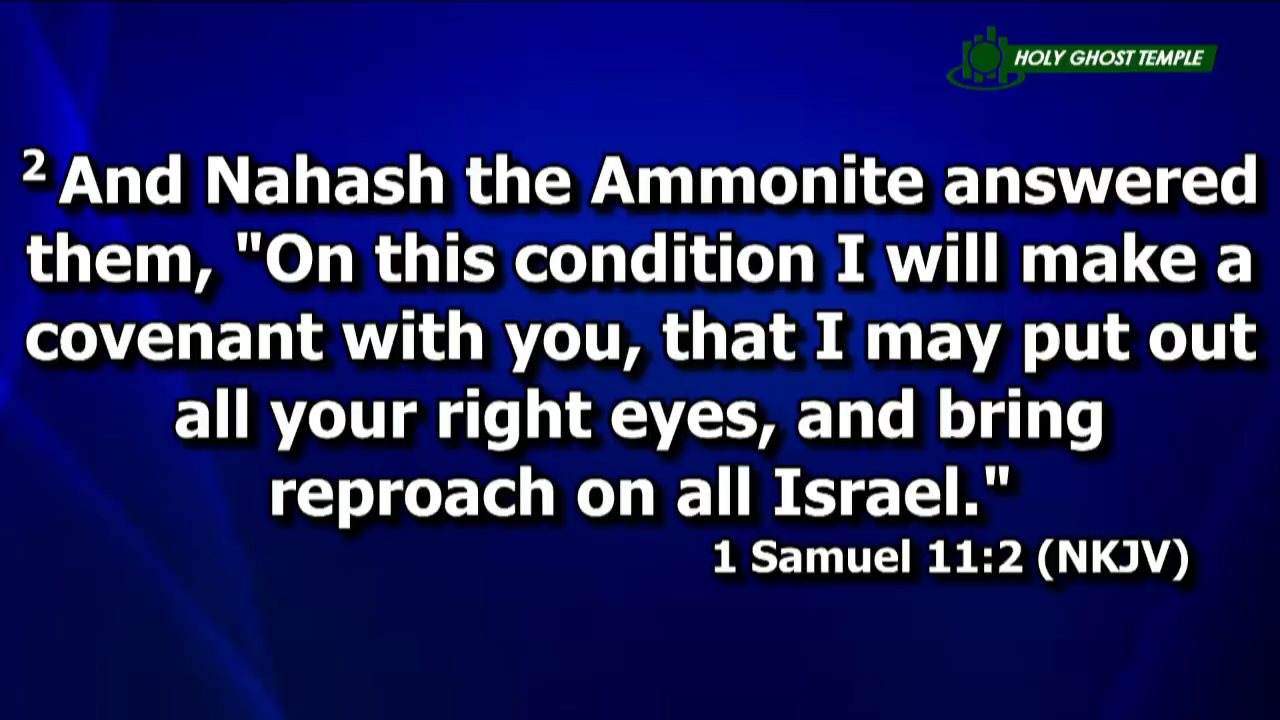 HOLY GHOST TEMPLE
2 And Nahash the Ammonite answered
them, "On this condition I will make a
covenant with you, that I may put out
all your right eyes, and bring
reproach on all Israel."
1 Samuel 11:2 (NKJV)